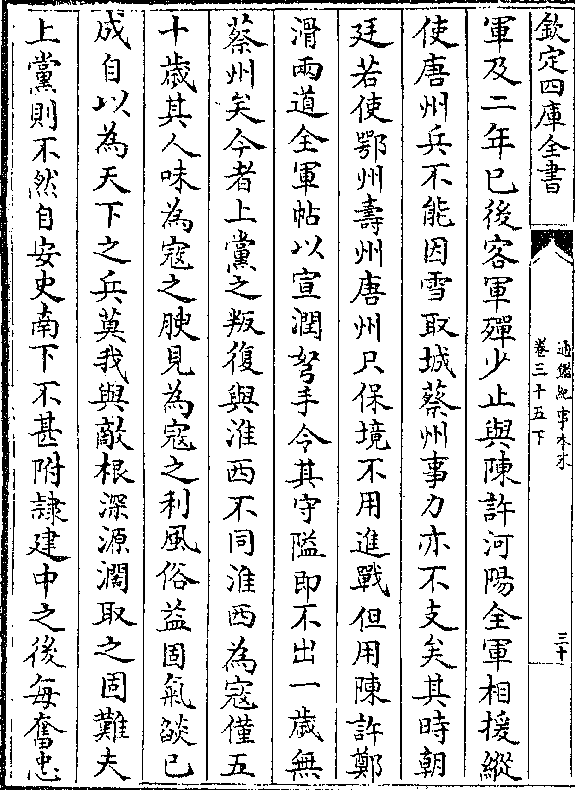 欽定四庫全書
通鑑紀事本末
卷三十五下
三十
軍及二年已後客軍殫少止與陳許河陽全軍相援縱
使唐州兵不能因雪取城蔡州事力亦不支矣其時朝
廷若使鄂州壽州唐州只保境不用進戰但用陳許鄭
滑兩道全軍帖以宣潤弩手令其守隘即不出一歲無
蔡州矣今者上黨之叛復與淮西不同淮西為寇僅五
十歲其人味為寇之腴見為寇之利風俗益固氣燄已
成自以為天下之兵莫我與敵根深源濶取之固難夫
上黨則不然自安史南下不甚附隷建中之後每奮忠